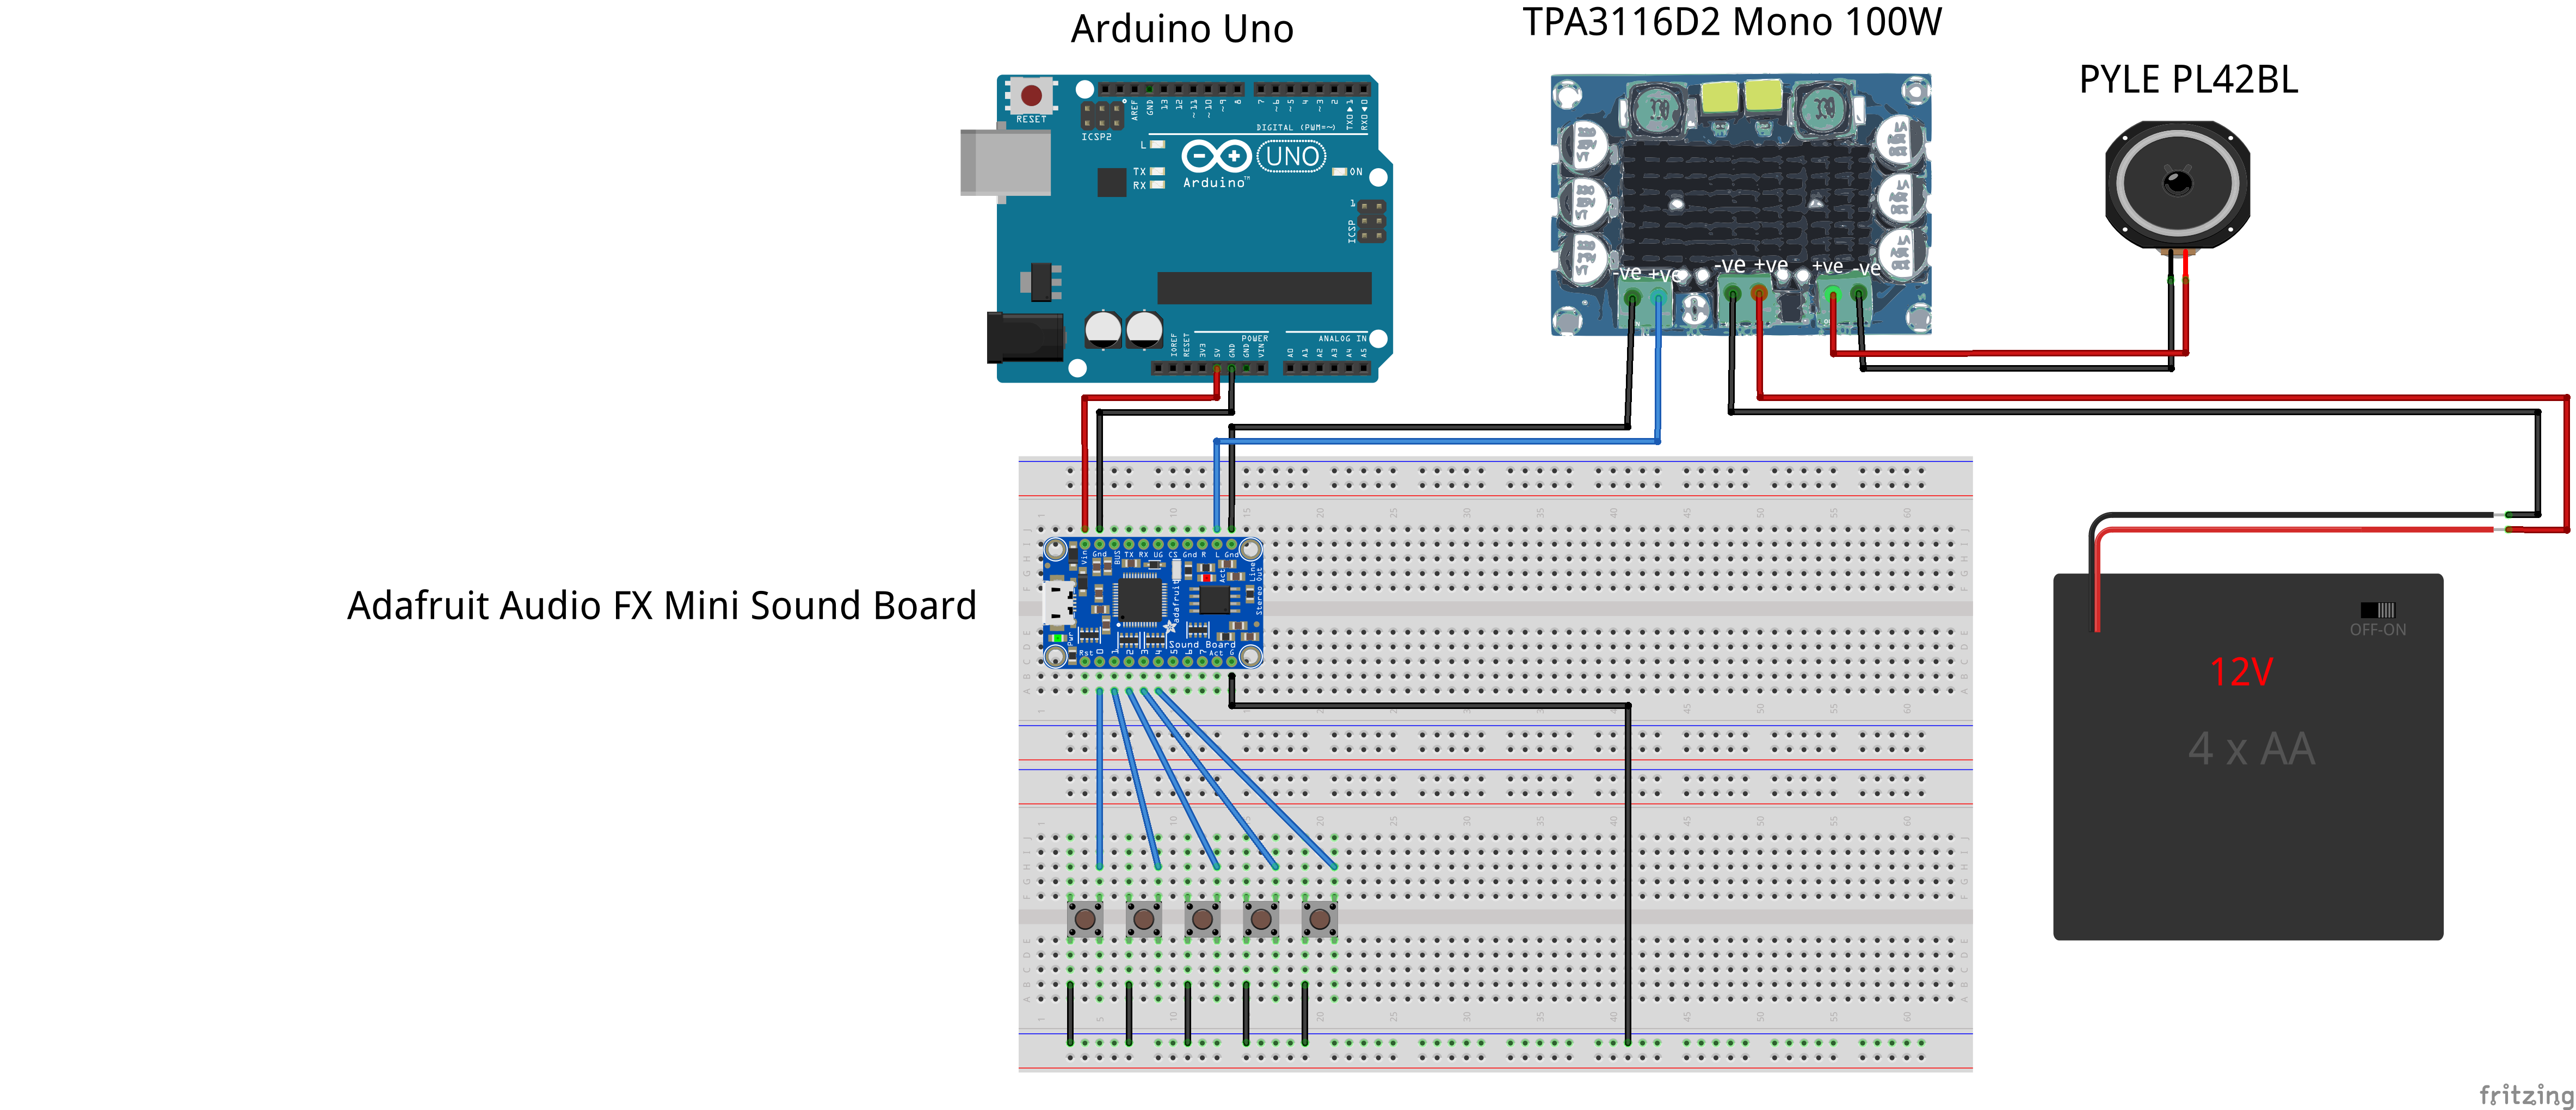 Arduino Uno
TPA3116D2 Mono 100W
PYLE PL42BL
RESET
ICSP2
AREF
GND
13
12
~11
~10
~9
8
7
~6
~5
4
~3
2
TX0▶1
RX0◀0
DIGITAL (PWM=~)
L
TX
RX
UNO
Arduino™
ON
1
ICSP
IOREF
RESET
3V3
5V
GND
GND
VIN
POWER
ANALOG IN
A0
A1
A2
A3
A4
A5
-ve +ve
-ve +ve
+ve -ve
Adafruit Audio FX Mini Sound Board
Vin Gnd BUS TX RX UG CS Gnd R L Gnd
adafruit
Act
Stereo Line Out
Pwr
Sound Board
Rst 0 1 2 3 4 5 6 7 Act G
OFF-ON
12V
4 x AA
fritzing